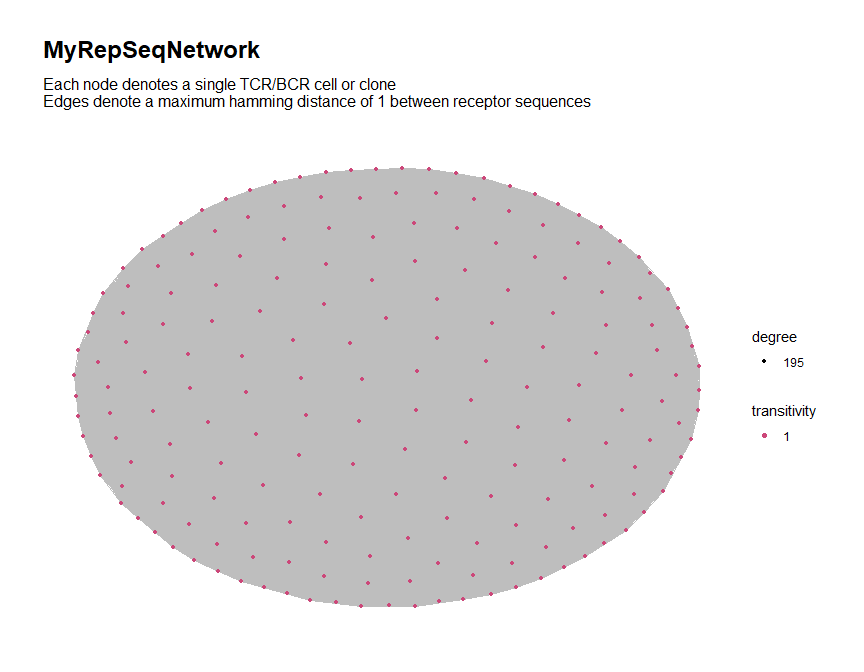 MyRepSeqNetwork
Each node denotes a single TCR/BCR cell or clone
Edges denote a maximum hamming distance of 1 between receptor sequences
degree
195
transitivity
1